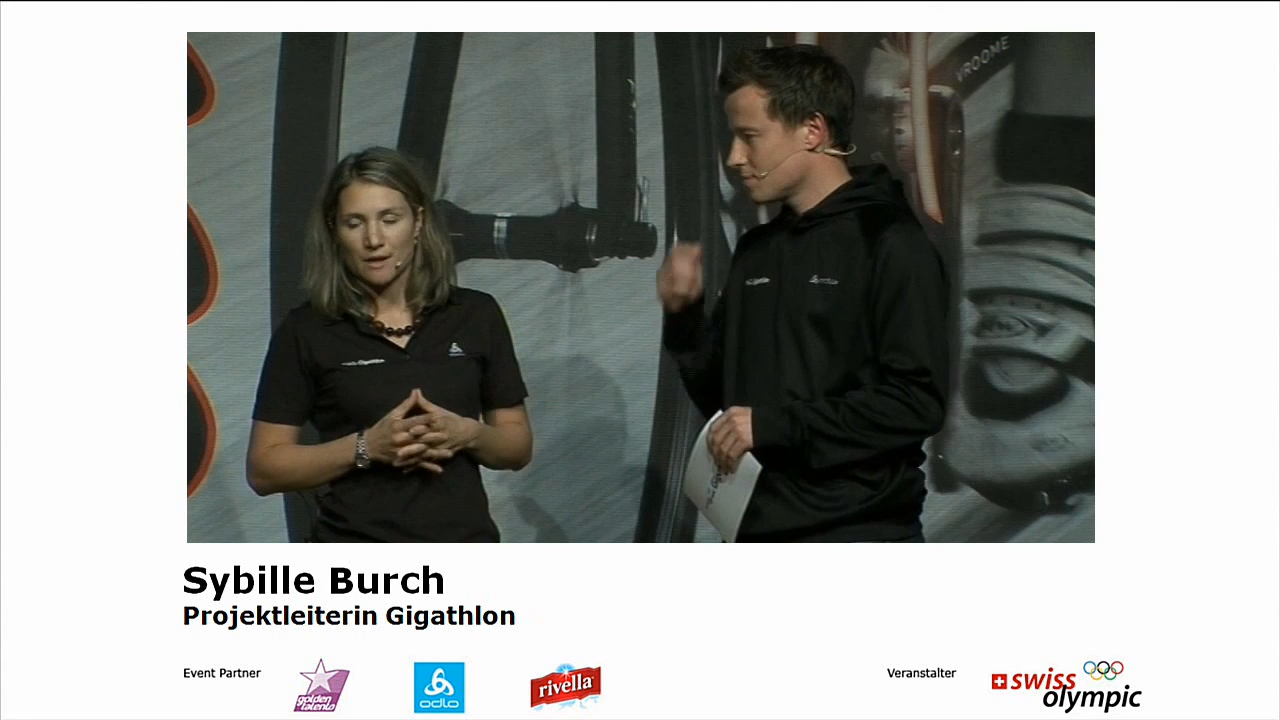 VROOME
Sybille Burch
Projektleiterin Gigathlon
Event Partner
golden talents
odlo
rivella
Veranstalter
swiss olympic